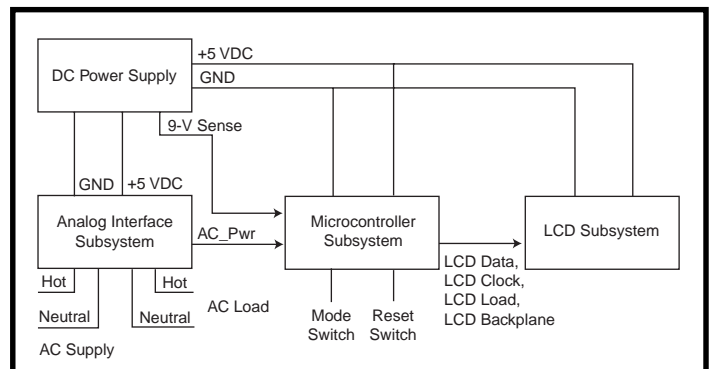 +5 VDC
DC Power Supply
GND
9-V Sense
GND +5 VDC
Analog Interface
Subsystem
AC_Pwr
Microcontroller
Subsystem
LCD Subsystem
LCD Data,
LCD Clock,
LCD Load,
LCD Backplane
Hot
Hot
Neutral
Neutral
AC Load
AC Supply
Mode
Switch
Reset
Switch